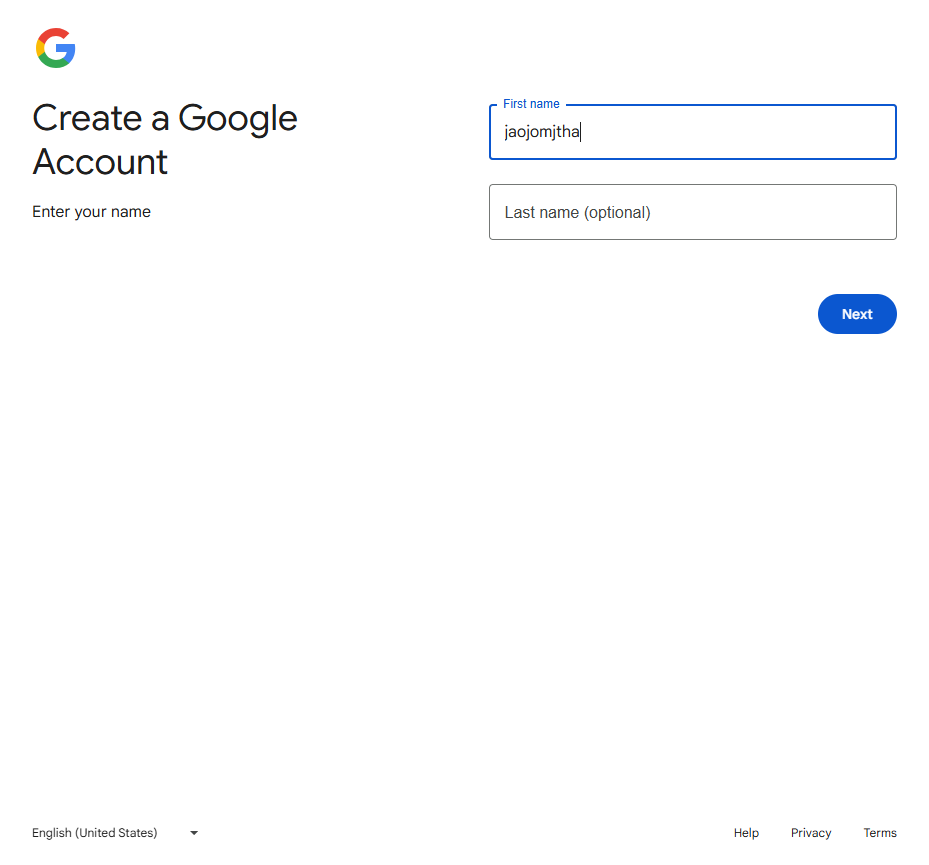 Create a Google
Account
Enter your name
First name
jaojomjtha
Last name (optional)
Next
English (United States)
Help
Privacy
Terms